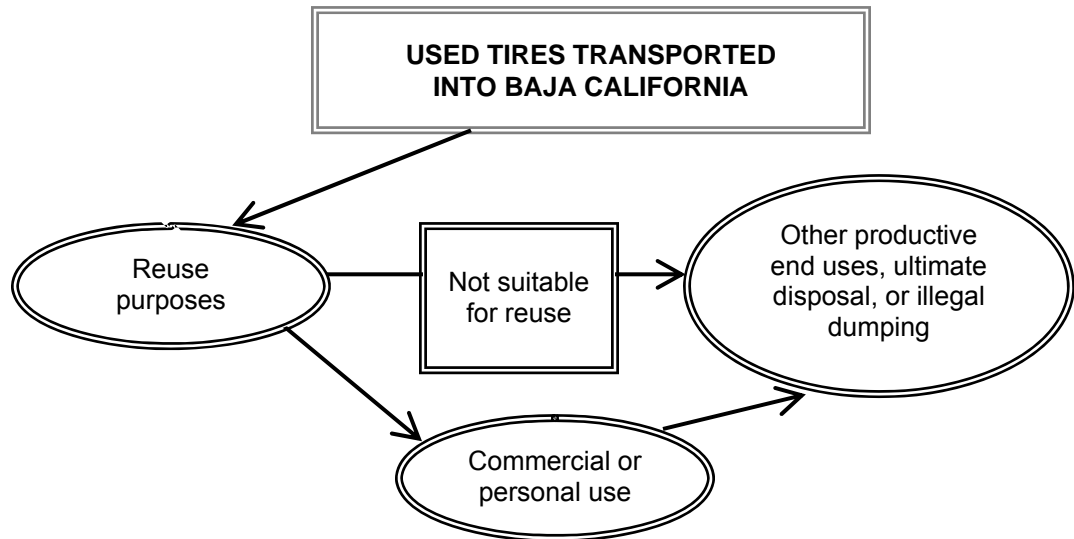 USED TIRES TRANSPORTED
INTO BAJA CALIFORNIA
Reuse
purposes
Not suitable
for reuse
Other productive
end uses, ultimate
disposal, or illegal
dumping
Commercial or
personal use